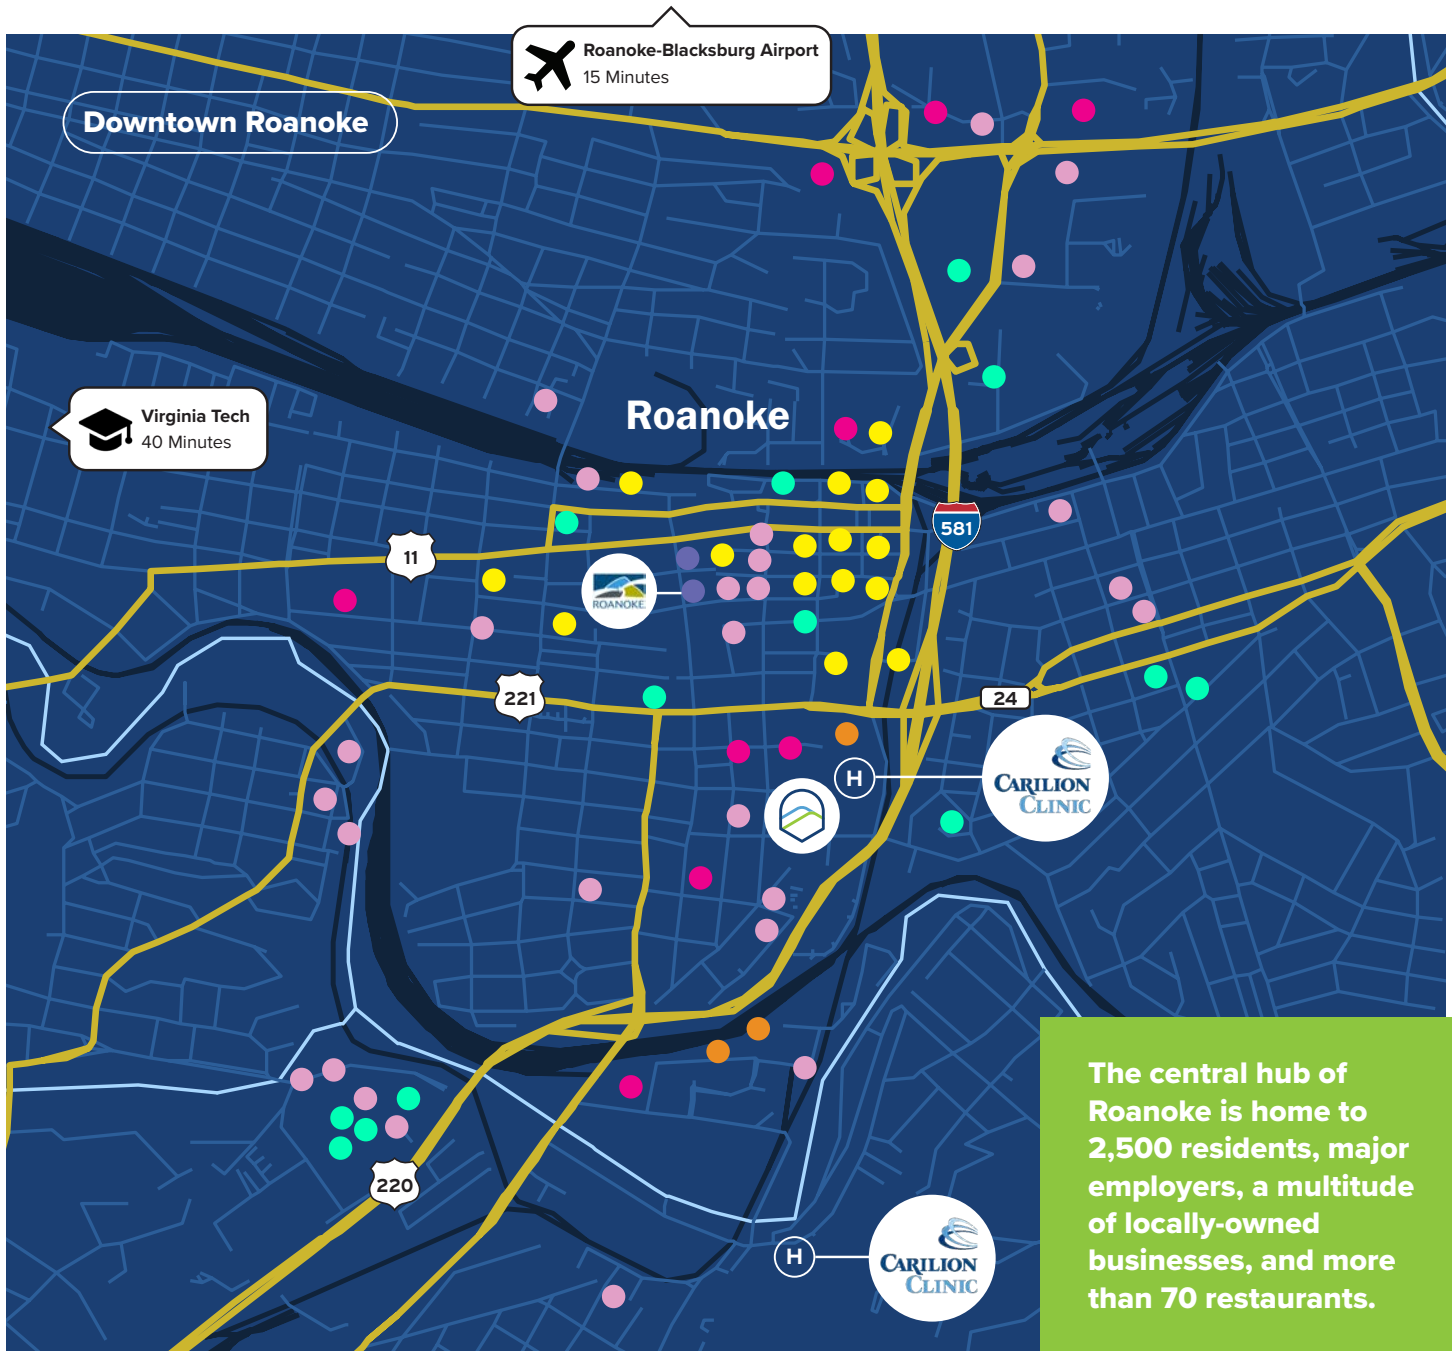 Roanoke-Blacksburg Airport
15 Minutes
Downtown Roanoke
Virginia Tech
40 Minutes
Roanoke
581
11
ROANOKE
221
24
H
CARILION
CLINIC
220
H
CARILION
CLINIC
The central hub of
Roanoke is home to
2,500 residents, major
employers, a multitude
of locally-owned
businesses, and more
than 70 restaurants.